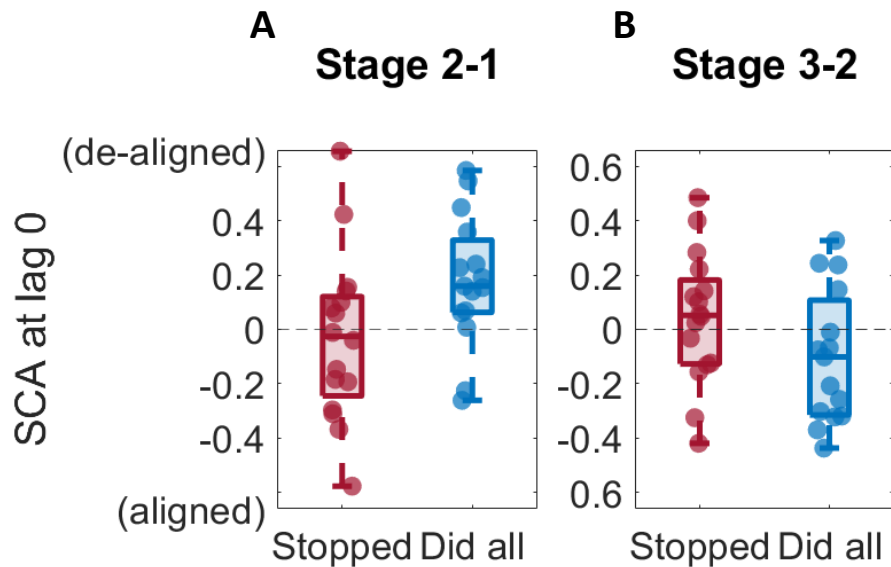 A
B
Stage 2-1
Stage 3-2
SCA at lag 0
(de-aligned)
0.4
0.2
0
-0.2
-0.4
(aligned)
0.6
0.4
0.2
0
-0.2
-0.4
0.6
Stopped Did all
Stopped Did all